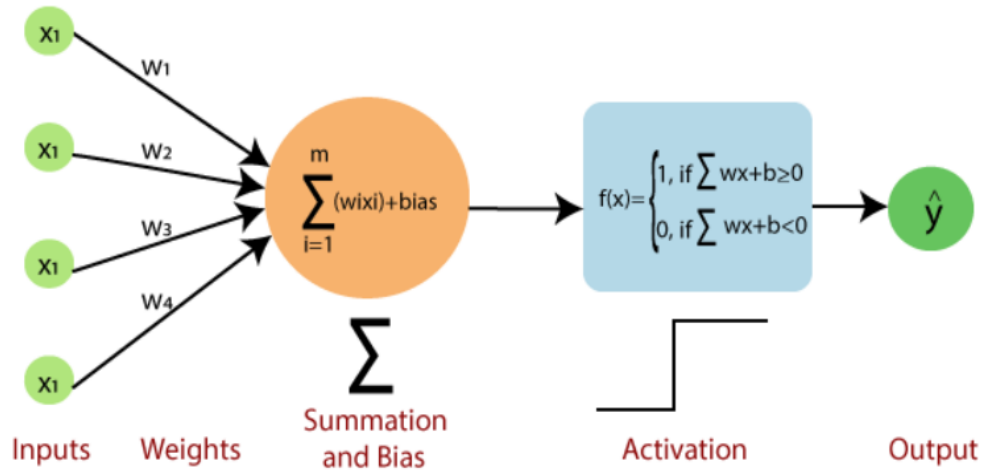 x1
x1
x1
x1
W1
W2
W3
W4
m
∑(wixi)+bias
i=1
f(x)={1, if ∑ wx+b≥0
0, if ∑ wx+b<0
ŷ
∑
Inputs
Weights
Summation
and Bias
Activation
Output